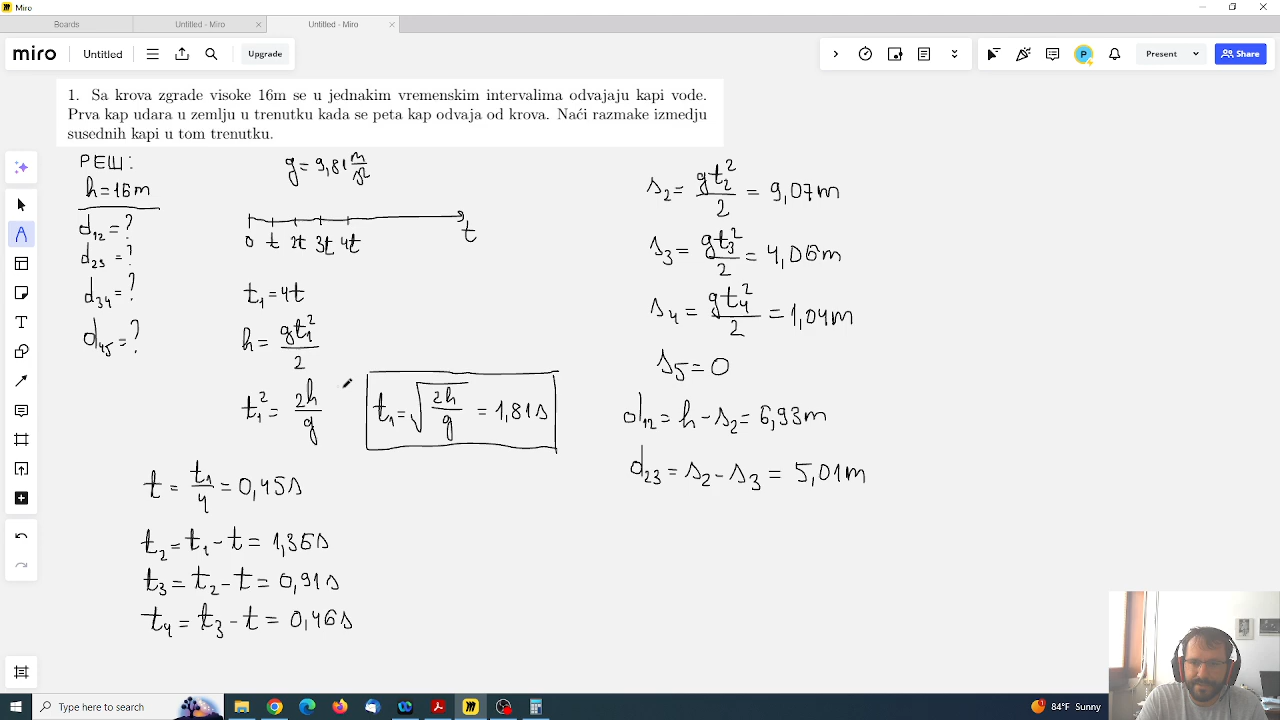 Miro
Boards
Untitled - Miro
Untitled - Miro
miro
Untitled
Upgrade
P
Present
Share
1. Sa krova zgrade visoke 16m se u jednakim vremenskim intervalima odvajaju kapi vode.
Prva kap udara u zemlju u trenutku kada se peta kap odvaja od krova. Naći razmake izmedju
susednih kapi u tom trenutku.
РЕШ:
h=16m
d₁₂=?
d₂₃=?
d₃₄=?
d₄₅=?
g=9,81 m/s²
0 t 2t 3t 4t t
t₁=4t
h= gt₁²/2
t₁²= 2h/g
t₁=√(2h/g) = 1,81s
t= t₁/4 = 0,45s
t₂=t₁-t= 1,36s
t₃=t₂-t= 0,91s
t₄=t₃-t= 0,46s
s₂= gt₂²/2 = 9,07m
s₃= gt₃²/2 = 4,06m
s₄= gt₄²/2 = 1,04m
s₅=0
d₁₂=h-s₂=6,93m
d₂₃=s₂-s₃= 5,01m
Type here to search
84°F Sunny